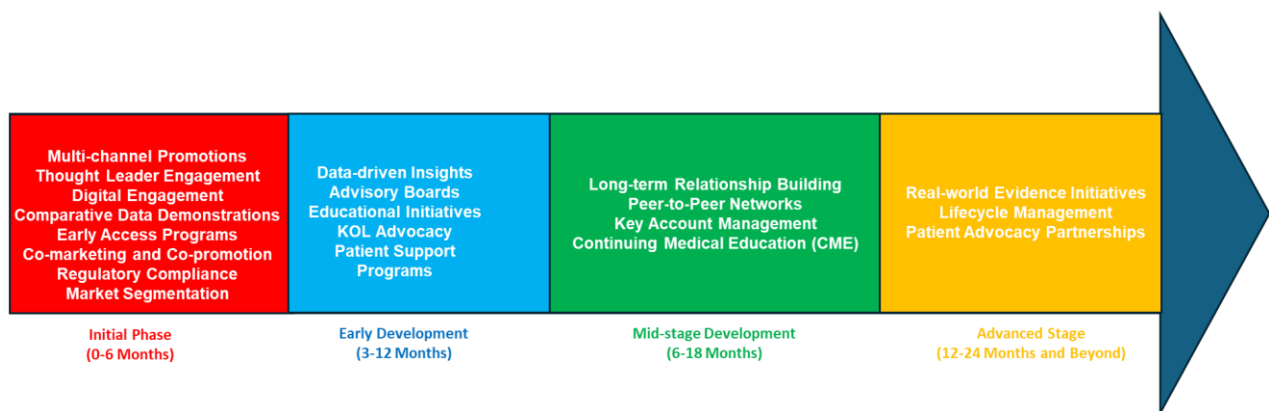 Multi-channel Promotions
Thought Leader Engagement
Digital Engagement
Comparative Data Demonstrations
Early Access Programs
Co-marketing and Co-promotion
Regulatory Compliance
Market Segmentation
Data-driven Insights
Advisory Boards
Educational Initiatives
KOL Advocacy
Patient Support
Programs
Long-term Relationship Building
Peer-to-Peer Networks
Key Account Management
Continuing Medical Education (CME)
Real-world Evidence Initiatives
Lifecycle Management
Patient Advocacy Partnerships
Initial Phase
(0-6 Months)
Early Development
(3-12 Months)
Mid-stage Development
(6-18 Months)
Advanced Stage
(12-24 Months and Beyond)